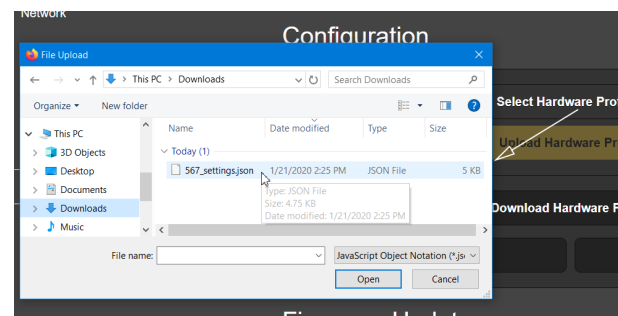 Network
Configuration
File Upload
This PC > Downloads
Search Downloads
Organize
New folder
Name
Date modified
Type
Size
This PC
3D Objects
Desktop
Documents
Downloads
Music
Today (1)
567_settings.json
1/21/2020 2:25 PM
JSON File
5 KB
Type: JSON File
Size: 4.75 KB
Date modified: 1/21/2020 2:25 PM
File name:
JavaScript Object Notation (*.js
Open
Cancel
Select Hardware Pro
Upload Hardware Pr
Download Hardware F